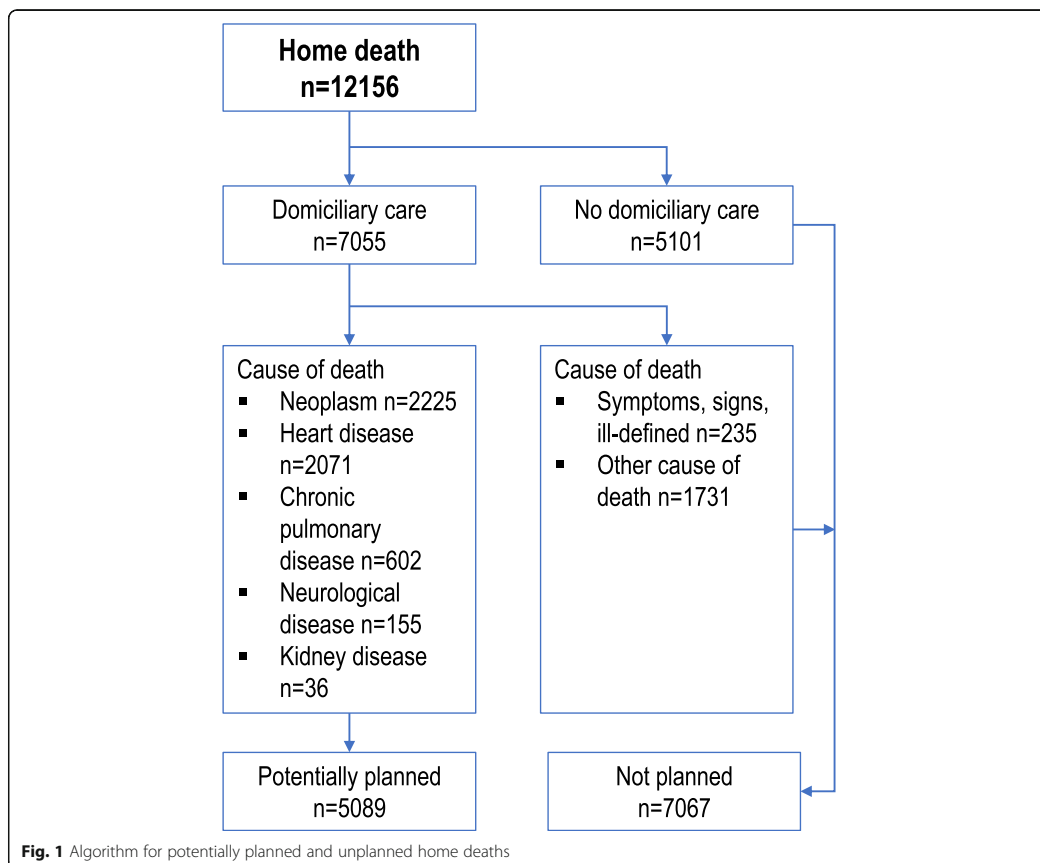 Home death
n=12156
Domiciliary care
n=7055
No domiciliary care
n=5101
Cause of death
▪ Neoplasm n=2225
▪ Heart disease
n=2071
▪ Chronic
pulmonary
disease n=602
▪ Neurological
disease n=155
▪ Kidney disease
n=36
Cause of death
▪ Symptoms, signs,
ill-defined n=235
▪ Other cause of
death n=1731
Potentially planned
n=5089
Not planned
n=7067
Fig. 1 Algorithm for potentially planned and unplanned home deaths